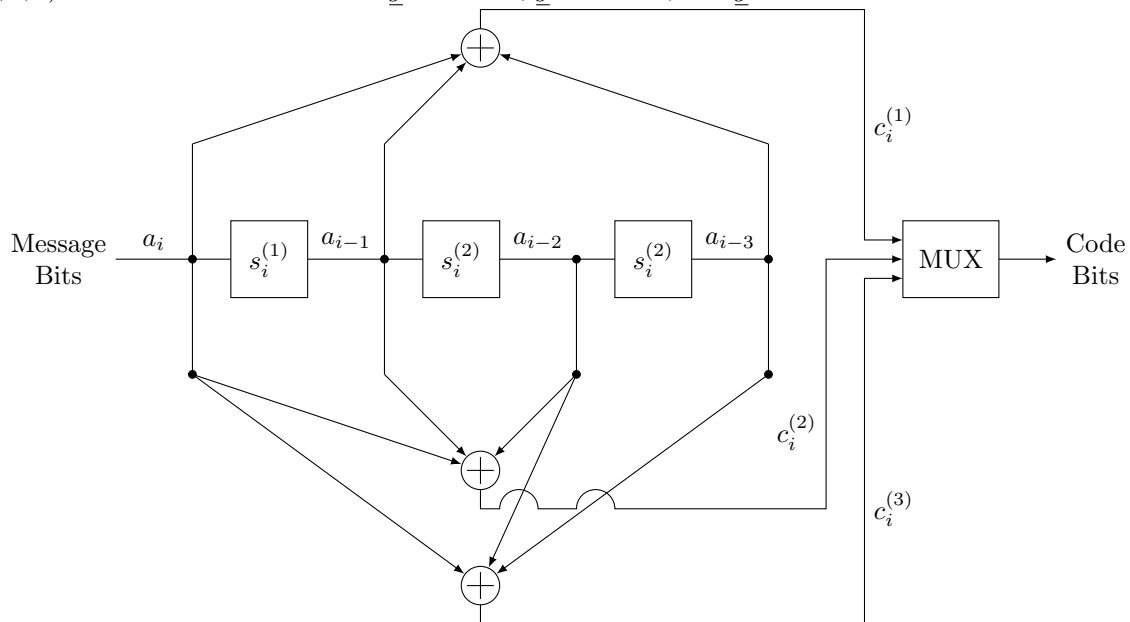 c_i^{(1)}
Message
Bits
a_i
s_i^{(1)}
a_{i−1}
s_i^{(2)}
a_{i−2}
s_i^{(2)}
a_{i−3}
MUX
Code
Bits
c_i^{(2)}
c_i^{(3)}